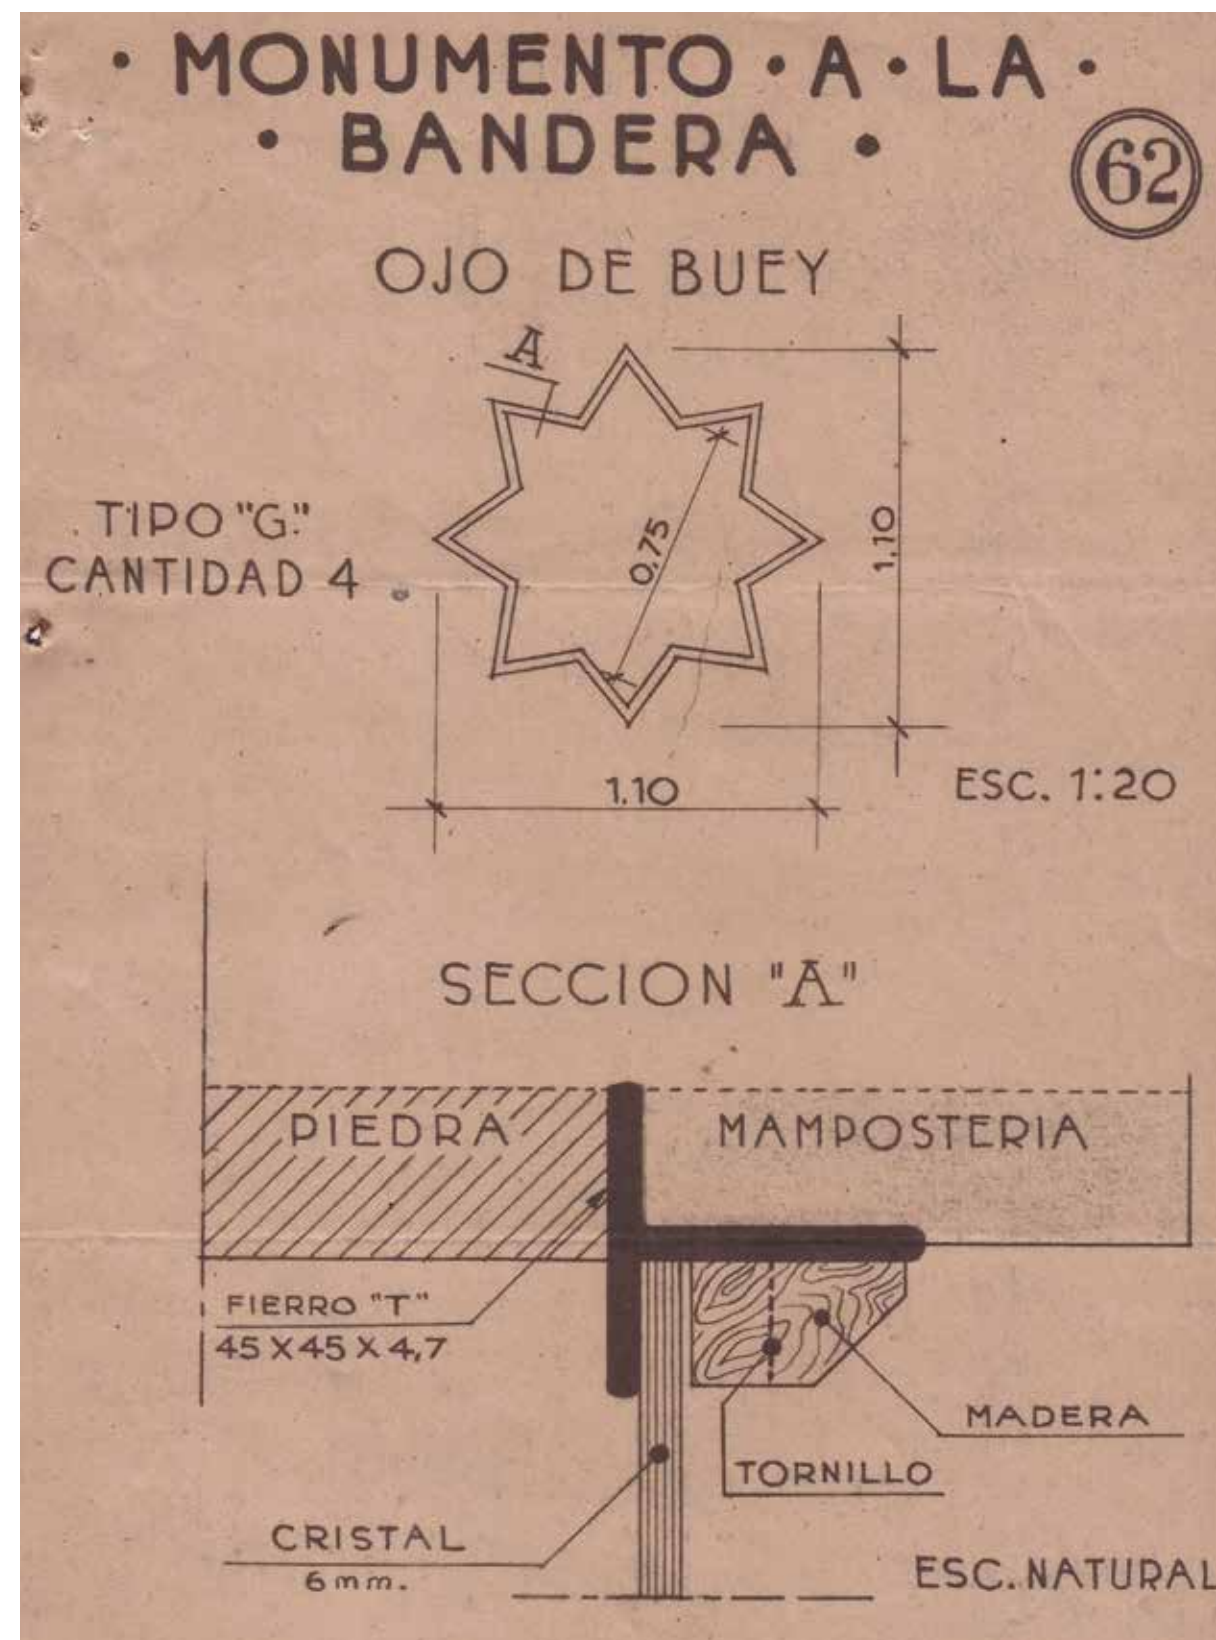 · MONUMENTO · A · LA ·
· BANDERA ·
62
OJO DE BUEY
A
TIPO "G."
CANTIDAD 4
0,75
1,10
1.10
ESC. 1:20
SECCION "A"
PIEDRA
MAMPOSTERIA
FIERRO "T"
45 X 45 X 4,7
MADERA
TORNILLO
CRISTAL
6 mm.
ESC. NATURAL